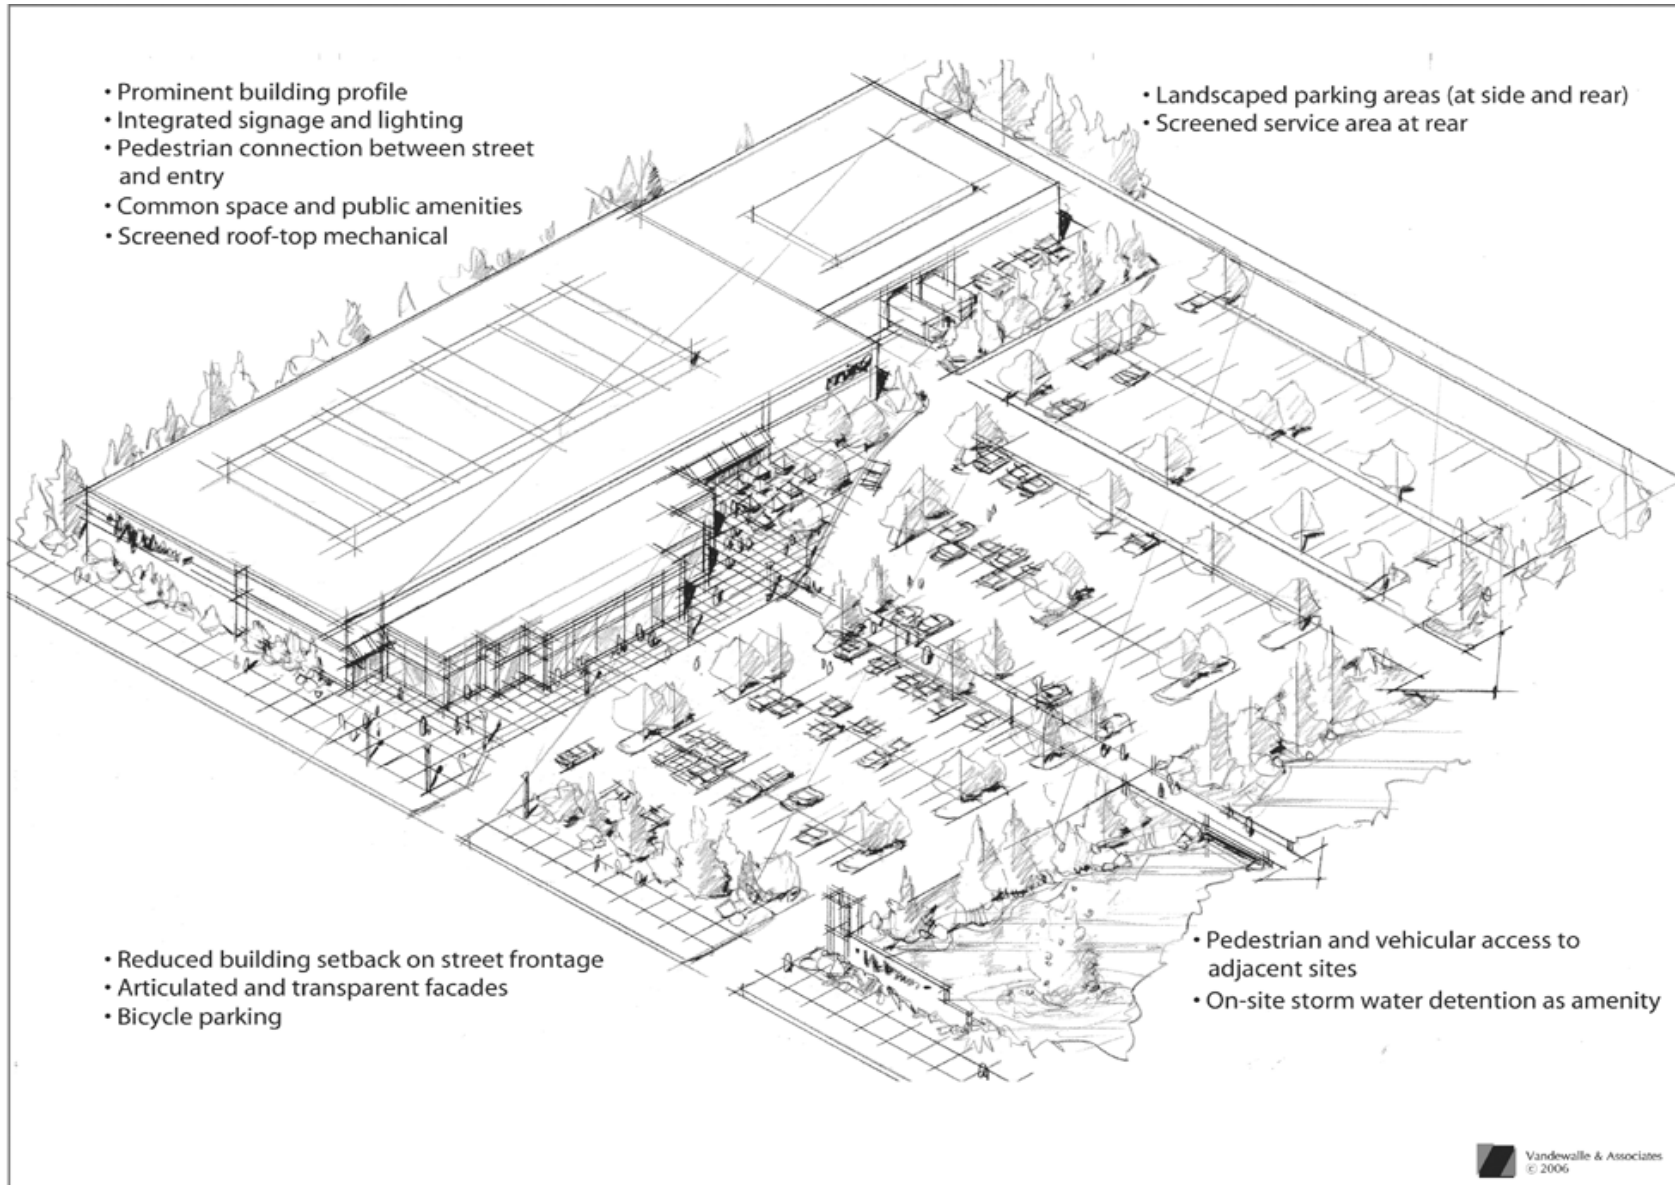 • Prominent building profile
• Integrated signage and lighting
• Pedestrian connection between street
and entry
• Common space and public amenities
• Screened roof-top mechanical
• Landscaped parking areas (at side and rear)
• Screened service area at rear
• Reduced building setback on street frontage
• Articulated and transparent facades
• Bicycle parking
• Pedestrian and vehicular access to
adjacent sites
• On-site storm water detention as amenity
Vandewalle & Associates
© 2006